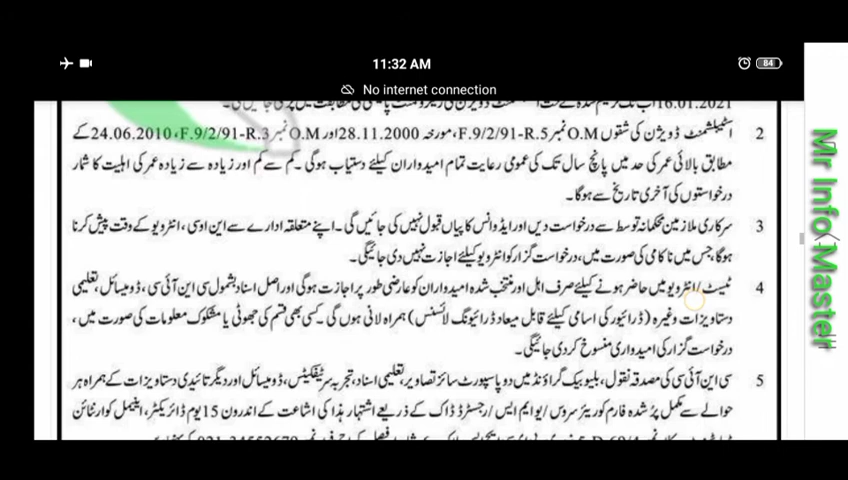 11:32 AM
84
No internet connection
16.01.2021
2 اسٹیبلشمنٹ ڈویژن کی شقوں O.M نمبر F.9/2/91-R.5، مورخہ 28.11.2000 اور O.M نمبر F.9/2/91-R.3، 24.06.2010 کے
مطابق بالائی عمر کی حد میں پانچ سال تک کی عمومی رعایت تمام امیدواران کیلئے دستیاب ہوگی۔ کم سے کم اور زیادہ سے زیادہ عمر کی اہلیت کا شمار
درخواستوں کی آخری تاریخ سے ہوگا۔
3 سرکاری ملازمین محکمانہ توسط سے درخواست دیں اور ایڈوانس کاپیاں قبول نہیں کی جائیں گی۔ اپنے متعلقہ ادارے سے این اوسی، انٹرویو کے وقت پیش کرنا
ہوگا، جس میں ناکامی کی صورت میں، درخواست گزار کو انٹرویو کیلئے اجازت نہیں دی جائیگی۔
4 ٹیسٹ/انٹرویو میں حاضر ہونے کیلئے صرف اہل اور منتخب شدہ امیدواران کو عارضی طور پر اجازت ہوگی اور اصل اسناد بشمول سی این آئی سی، ڈومیسائل، تعلیمی
دستاویزات وغیرہ (ڈرائیور کی اسامی کیلئے قابل میعاد ڈرائیونگ لائسنس) ہمراہ لانی ہوں گی۔ کسی بھی قسم کی جھوٹی یا مشکوک معلومات کی صورت میں،
درخواست گزار کی امیدواری منسوخ کردی جائیگی۔
5 سی این آئی سی کی مصدقہ نقول، بلیو بیک گراؤنڈ میں دو پاسپورٹ سائز تصاویر، تعلیمی اسناد، تجربہ سرٹیفکیٹس، ڈومیسائل اور دیگر تائیدی دستاویزات کے ہمراہ ہر
حوالے سے مکمل پُر شدہ فارم کوریئر سروس/یو ایم ایس/رجسٹرڈ ڈاک کے ذریعے اشتہار ہذا کی اشاعت کے اندرون 15 یوم ڈائریکٹر، اینیمل کوارنٹائن
Mr Info Master